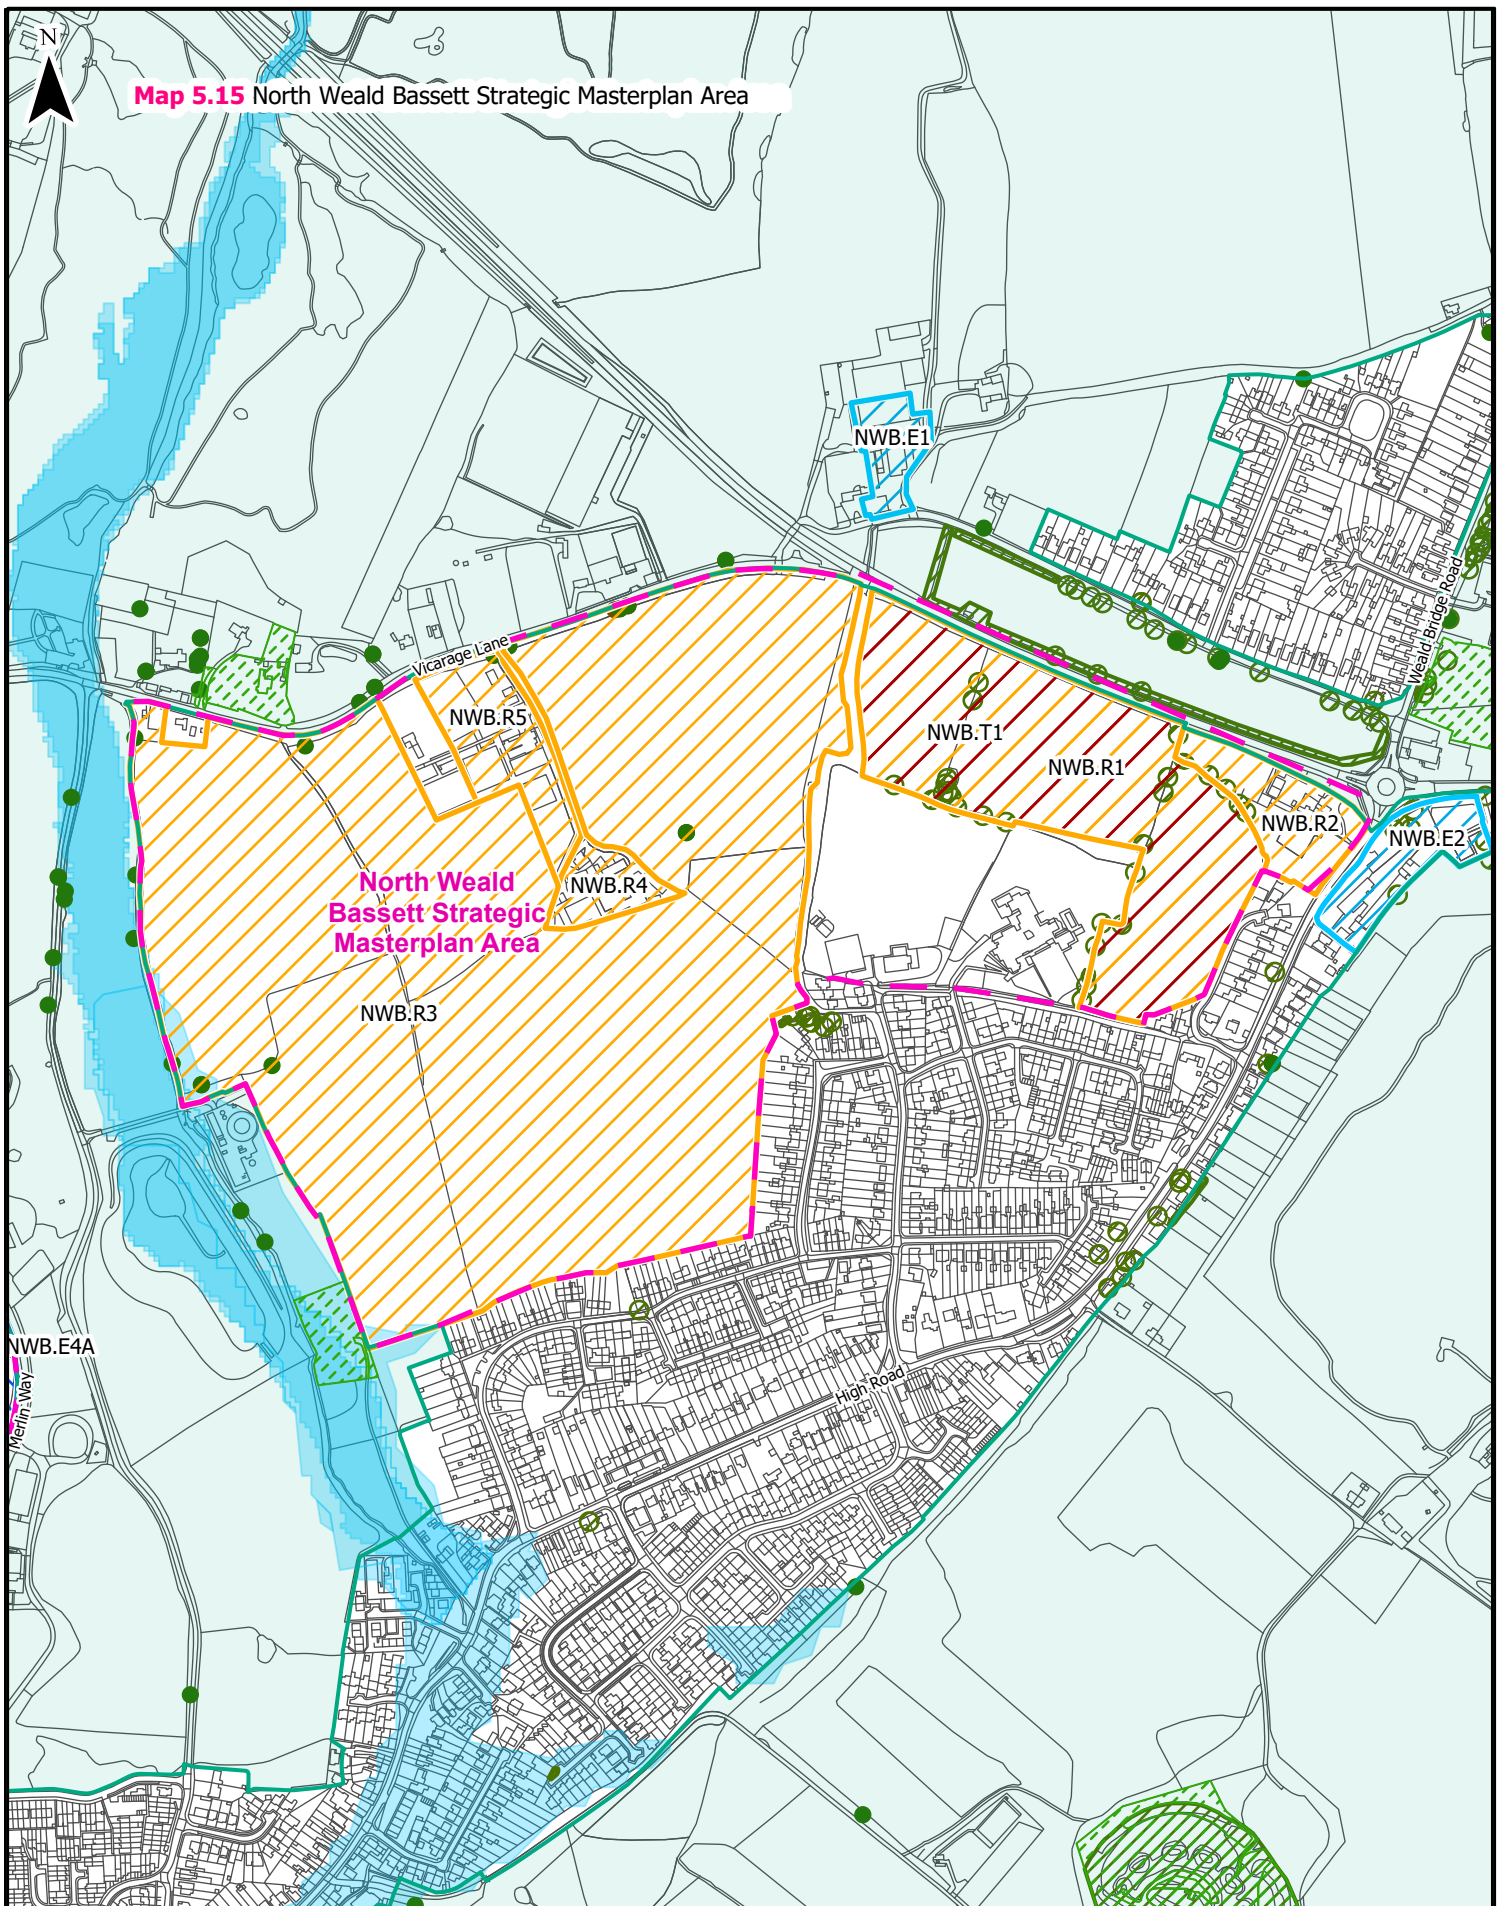 N
Map 5.15 North Weald Bassett Strategic Masterplan Area
NWB.E1
Weald Bridge Road
Vicarage Lane
NWB.R5
NWB.T1
NWB.R1
NWB.R2
NWB.E2
NWB.R4
North Weald
Bassett Strategic
Masterplan Area
NWB.R3
NWB.E4A
Merlin Way
High Road